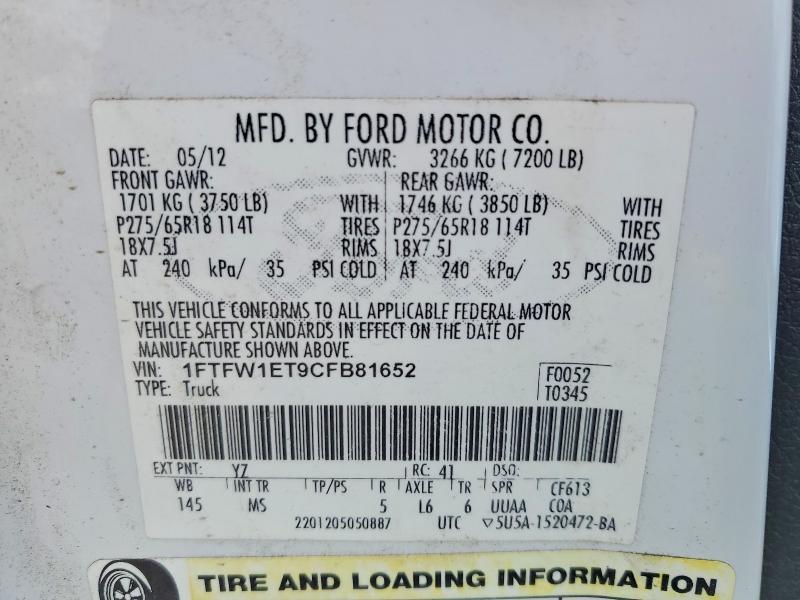 MFD. BY FORD MOTOR CO.
DATE: 05/12 GVWR: 3266 KG ( 7200 LB)
FRONT GAWR: REAR GAWR:
1701 KG ( 3750 LB) WITH 1746 KG ( 3850 LB) WITH
P275/65R18 114T TIRES P275/65R18 114T TIRES
18X7.5J RIMS 18X7.5J RIMS
AT 240 kPa/ 35 PSI COLD AT 240 kPa/ 35 PSI COLD
THIS VEHICLE CONFORMS TO ALL APPLICABLE FEDERAL MOTOR
VEHICLE SAFETY STANDARDS IN EFFECT ON THE DATE OF
MANUFACTURE SHOWN ABOVE.
VIN: 1FTFW1ET9CFB81652 F0052
TYPE: Truck T0345
EXT PNT: YZ RC: 41 DSO:
WB INT TR TP/PS R AXLE TR SPR CF613
145 MS 5 L6 6 UUAA COA
2201205050887 UTC ▽5U5A-1520472-BA
TIRE AND LOADING INFORMATION